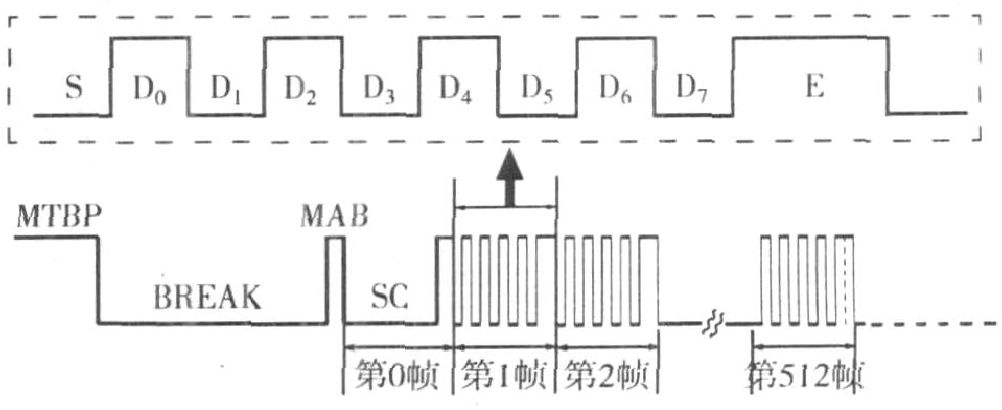 S D₀ D₁ D₂ D₃ D₄ D₅ D₆ D₇ E
MTBP MAB
BREAK SC
第0帧 第1帧 第2帧 第512帧